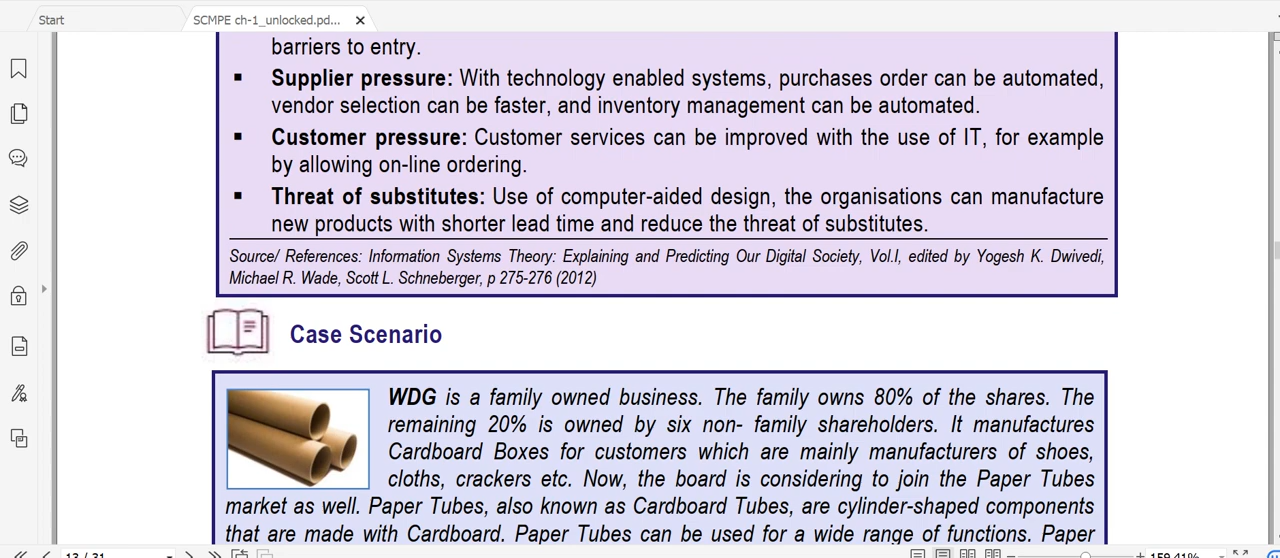 Start
SCMPE ch-1_unlocked.pd...
barriers to entry.
▪ Supplier pressure: With technology enabled systems, purchases order can be automated,
vendor selection can be faster, and inventory management can be automated.
▪ Customer pressure: Customer services can be improved with the use of IT, for example
by allowing on-line ordering.
▪ Threat of substitutes: Use of computer-aided design, the organisations can manufacture
new products with shorter lead time and reduce the threat of substitutes.
Source/ References: Information Systems Theory: Explaining and Predicting Our Digital Society, Vol.I, edited by Yogesh K. Dwivedi,
Michael R. Wade, Scott L. Schneberger, p 275-276 (2012)
Case Scenario
WDG is a family owned business. The family owns 80% of the shares. The
remaining 20% is owned by six non- family shareholders. It manufactures
Cardboard Boxes for customers which are mainly manufacturers of shoes,
cloths, crackers etc. Now, the board is considering to join the Paper Tubes
market as well. Paper Tubes, also known as Cardboard Tubes, are cylinder-shaped components
that are made with Cardboard. Paper Tubes can be used for a wide range of functions. Paper
13 / 31
159.41%